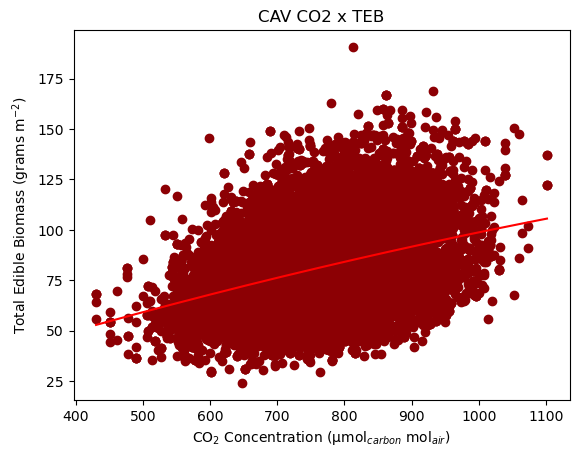 CAV CO2 x TEB
Total Edible Biomass (grams m⁻²)
175
150
125
100
75
50
25
400 500 600 700 800 900 1000 1100
CO₂ Concentration (μmol_carbon mol_air)